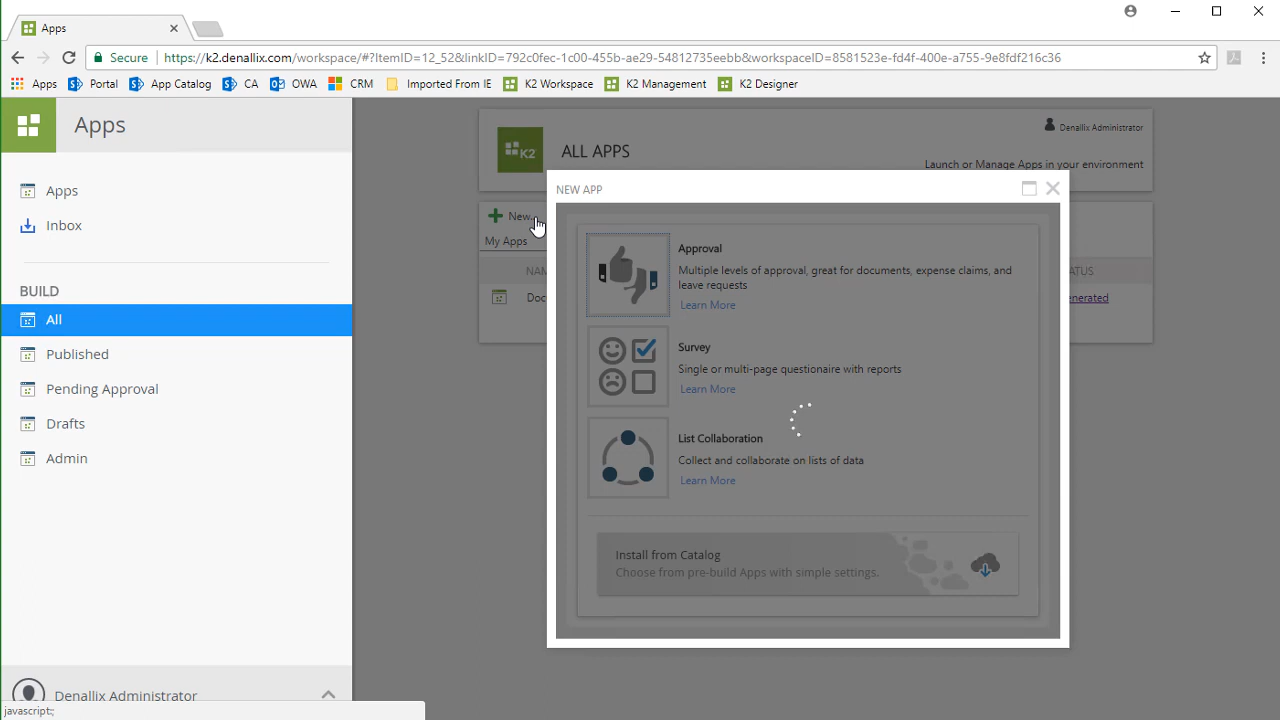 Apps
Secure
https://k2.denallix.com/workspace/#?ItemID=12_52&linkID=792c0fec-1c00-455b-ae29-54812735eebb&workspaceID=8581523e-fd4f-400e-a755-9e8fdf216c36
Apps Portal App Catalog CA OWA CRM Imported From IE K2 Workspace K2 Management K2 Designer
Apps
Apps
Inbox
BUILD
All
Published
Pending Approval
Drafts
Admin
Denallix Administrator
javascript:;
K2
ALL APPS
Denallix Administrator
Launch or Manage Apps in your environment
New
My Apps
NEW APP
Approval
Multiple levels of approval, great for documents, expense claims, and
leave requests
Learn More
Survey
Single or multi-page questionaire with reports
Learn More
List Collaboration
Collect and collaborate on lists of data
Learn More
Install from Catalog
Choose from pre-build Apps with simple settings.